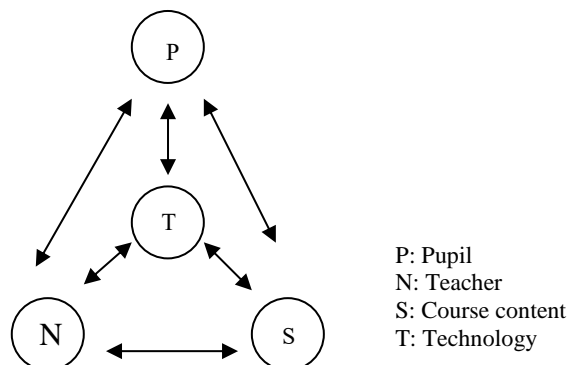 P
T
N
S
P: Pupil
N: Teacher
S: Course content
T: Technology